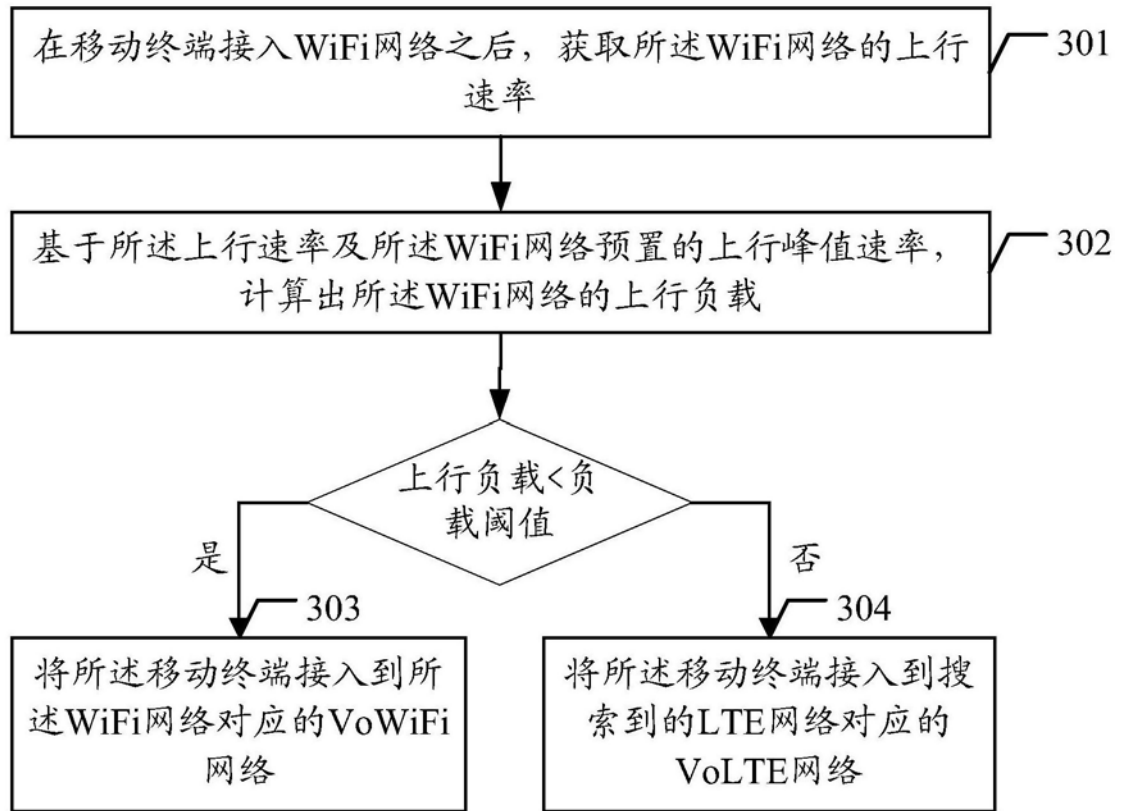 在移动终端接入WiFi网络之后，获取所述WiFi网络的上行
速率
301
基于所述上行速率及所述WiFi网络预置的上行峰值速率，
计算出所述WiFi网络的上行负载
302
上行负载<负
载阈值
是
否
303
将所述移动终端接入到所
述WiFi网络对应的VoWiFi
网络
304
将所述移动终端接入到搜
索到的LTE网络对应的
VoLTE网络